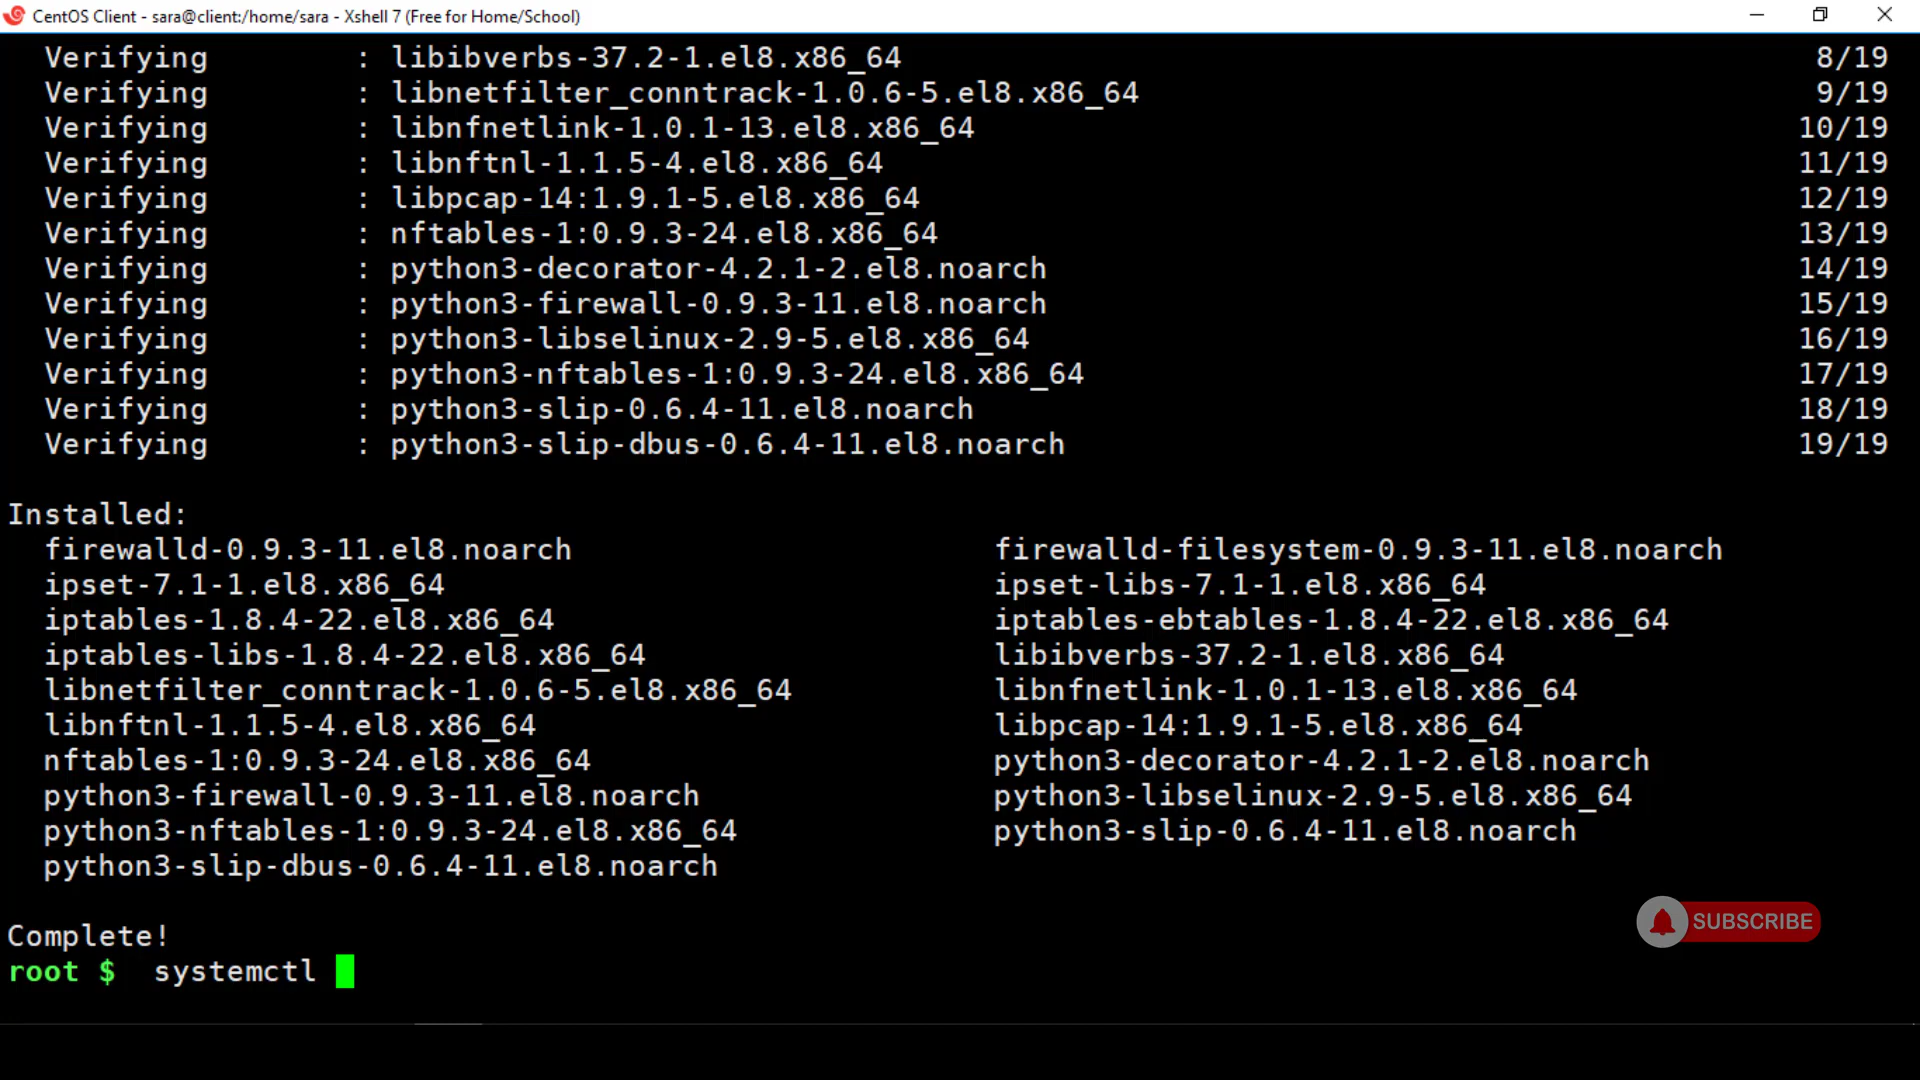 CentOS Client - sara@client:/home/sara - Xshell 7 (Free for Home/School)
Verifying : libibverbs-37.2-1.el8.x86_64 8/19
Verifying : libnetfilter_conntrack-1.0.6-5.el8.x86_64 9/19
Verifying : libnfnetlink-1.0.1-13.el8.x86_64 10/19
Verifying : libnftnl-1.1.5-4.el8.x86_64 11/19
Verifying : libpcap-14:1.9.1-5.el8.x86_64 12/19
Verifying : nftables-1:0.9.3-24.el8.x86_64 13/19
Verifying : python3-decorator-4.2.1-2.el8.noarch 14/19
Verifying : python3-firewall-0.9.3-11.el8.noarch 15/19
Verifying : python3-libselinux-2.9-5.el8.x86_64 16/19
Verifying : python3-nftables-1:0.9.3-24.el8.x86_64 17/19
Verifying : python3-slip-0.6.4-11.el8.noarch 18/19
Verifying : python3-slip-dbus-0.6.4-11.el8.noarch 19/19
Installed:
firewalld-0.9.3-11.el8.noarch firewalld-filesystem-0.9.3-11.el8.noarch
ipset-7.1-1.el8.x86_64 ipset-libs-7.1-1.el8.x86_64
iptables-1.8.4-22.el8.x86_64 iptables-ebtables-1.8.4-22.el8.x86_64
iptables-libs-1.8.4-22.el8.x86_64 libibverbs-37.2-1.el8.x86_64
libnetfilter_conntrack-1.0.6-5.el8.x86_64 libnfnetlink-1.0.1-13.el8.x86_64
libnftnl-1.1.5-4.el8.x86_64 libpcap-14:1.9.1-5.el8.x86_64
nftables-1:0.9.3-24.el8.x86_64 python3-decorator-4.2.1-2.el8.noarch
python3-firewall-0.9.3-11.el8.noarch python3-libselinux-2.9-5.el8.x86_64
python3-nftables-1:0.9.3-24.el8.x86_64 python3-slip-0.6.4-11.el8.noarch
python3-slip-dbus-0.6.4-11.el8.noarch
SUBSCRIBE
Complete!
root $ systemctl